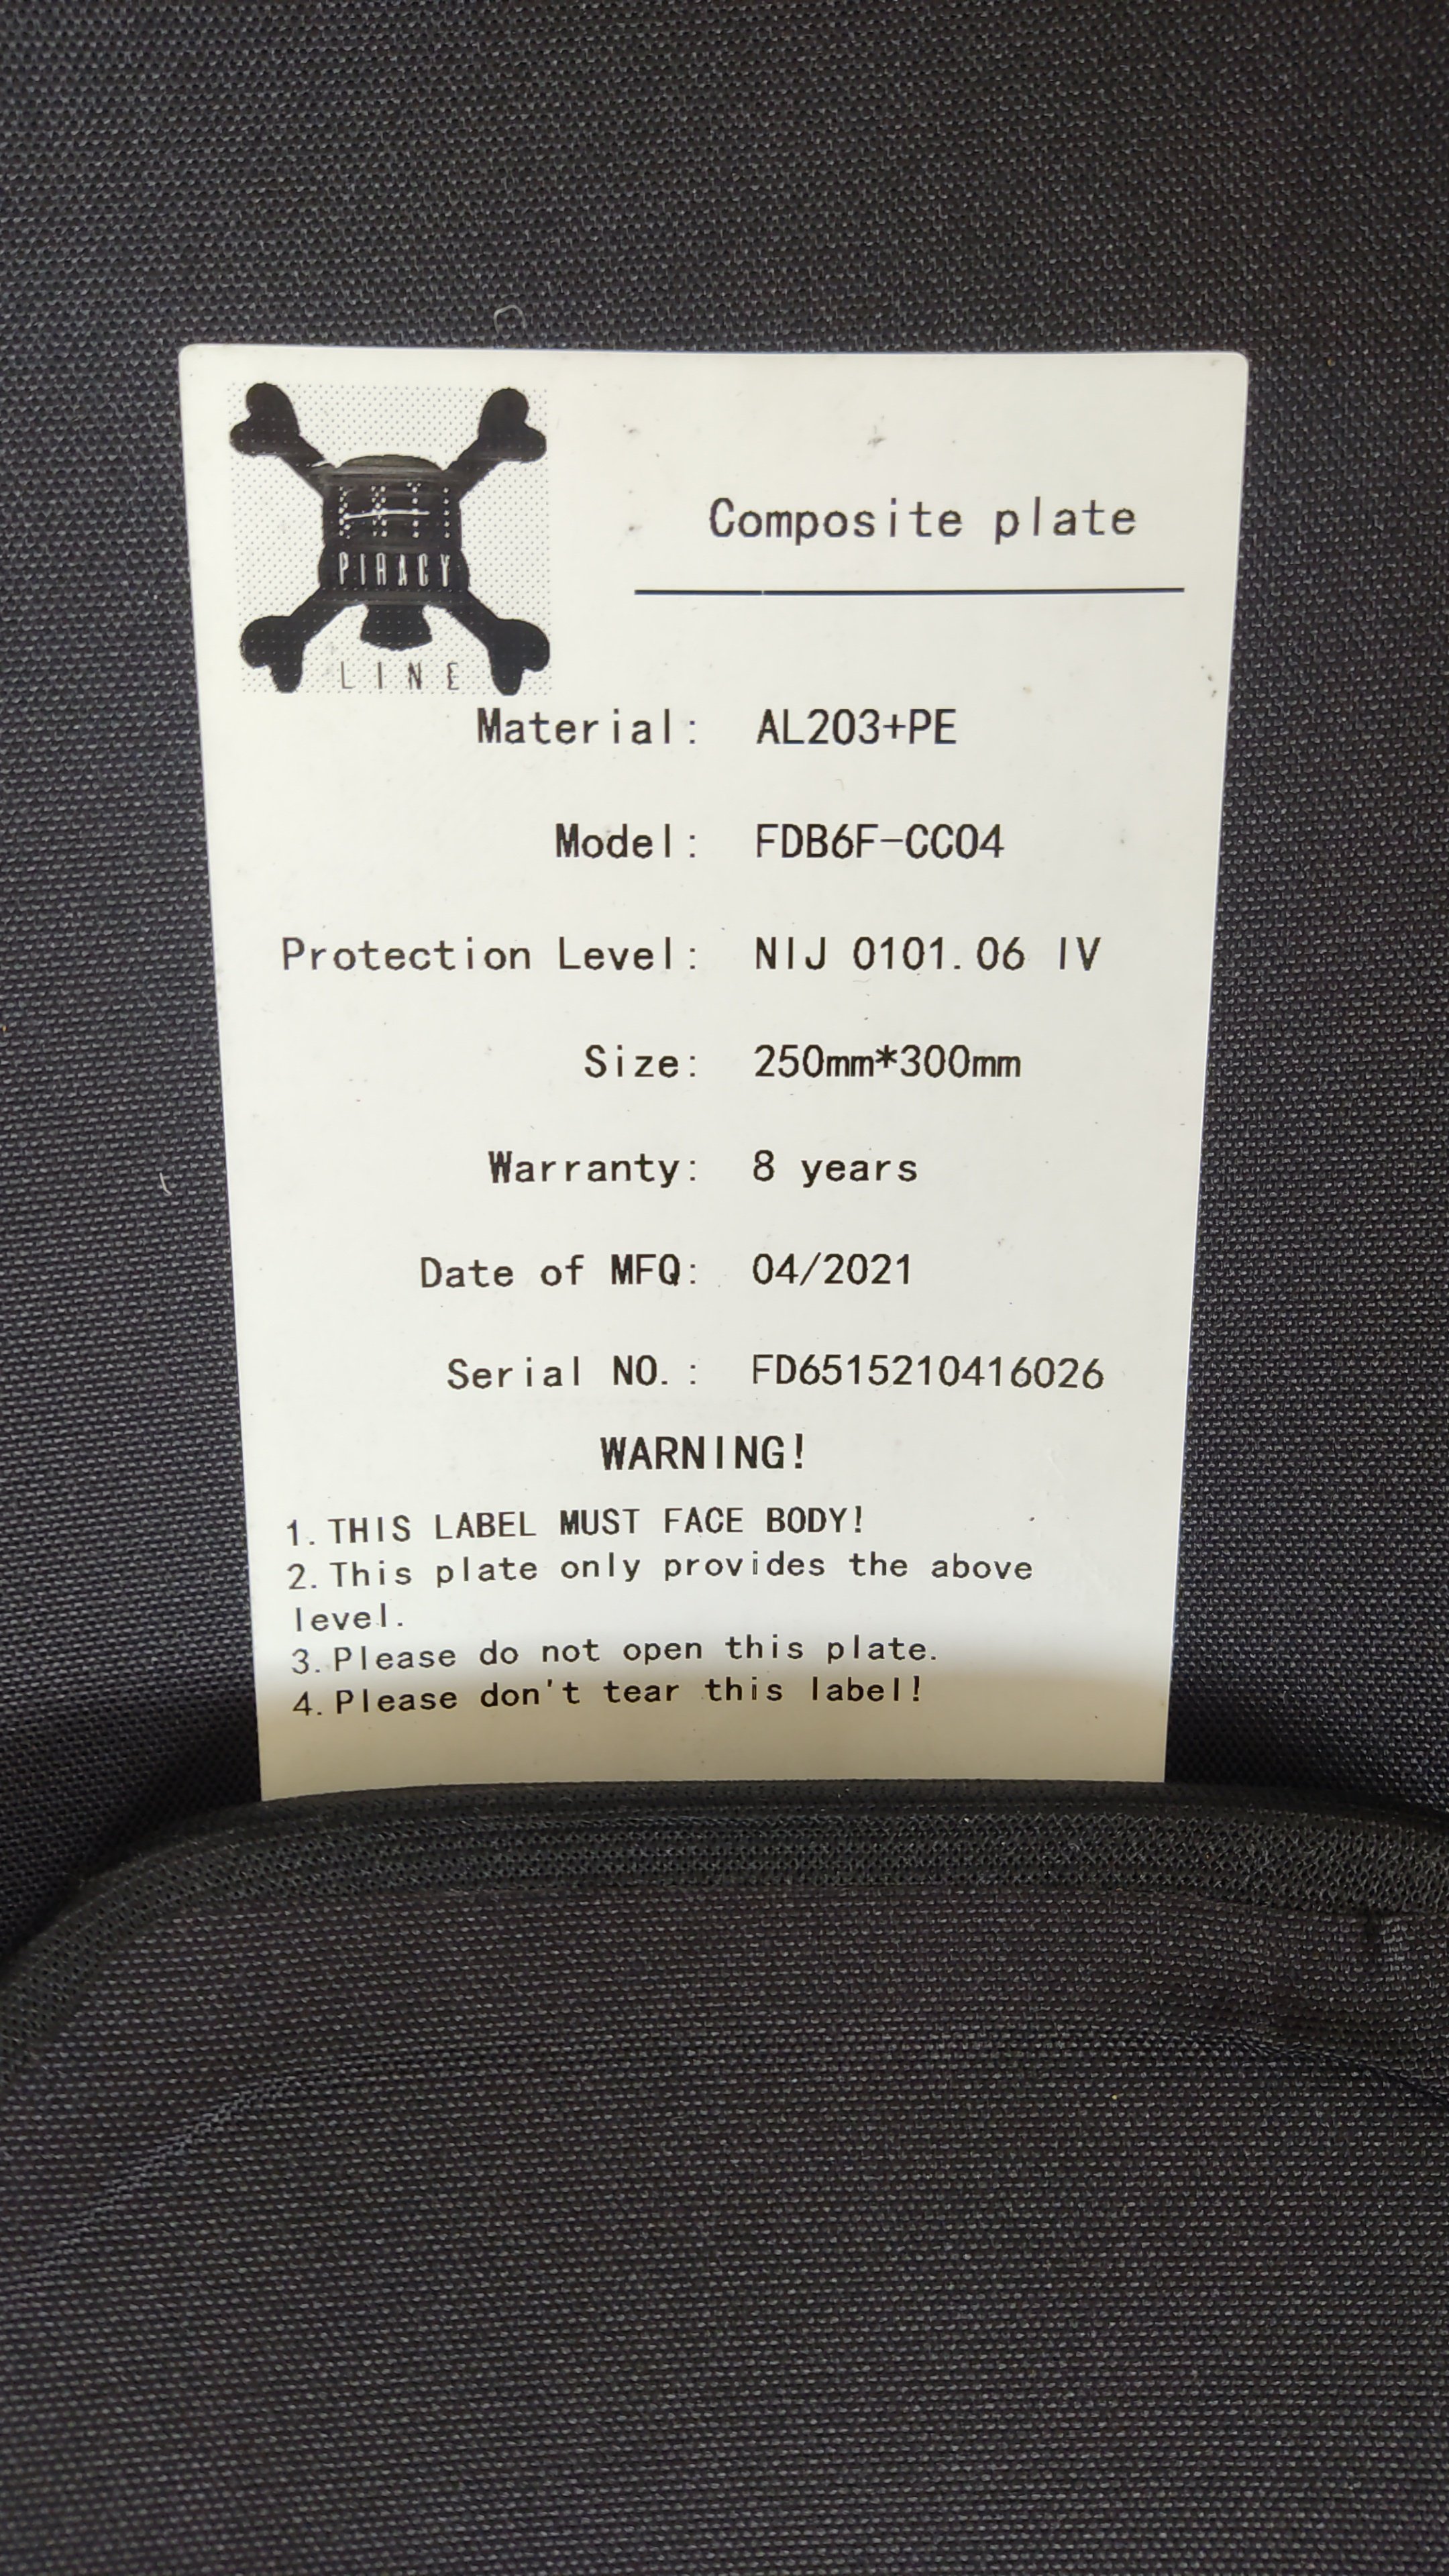 PIRACY
LINE
Composite plate
Material: AL203+PE
Model: FDB6F-CC04
Protection Level: NIJ 0101.06 IV
Size: 250mm*300mm
Warranty: 8 years
Date of MFQ: 04/2021
Serial NO.: FD6515210416026
WARNING!
1. THIS LABEL MUST FACE BODY!
2. This plate only provides the above
level.
3. Please do not open this plate.
4. Please don't tear this label!